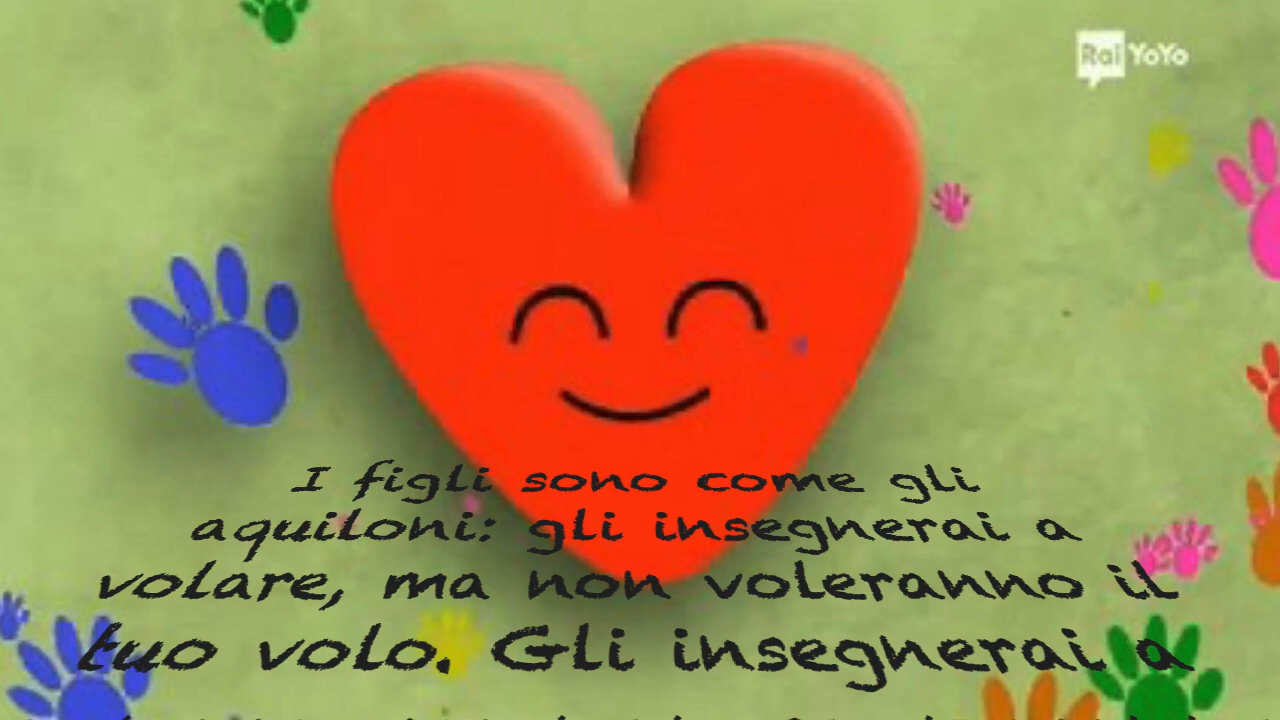 Rai YoYo
I figli sono come gli
aquiloni: gli insegnerai a
volare, ma non voleranno il
tuo volo. Gli insegnerai a